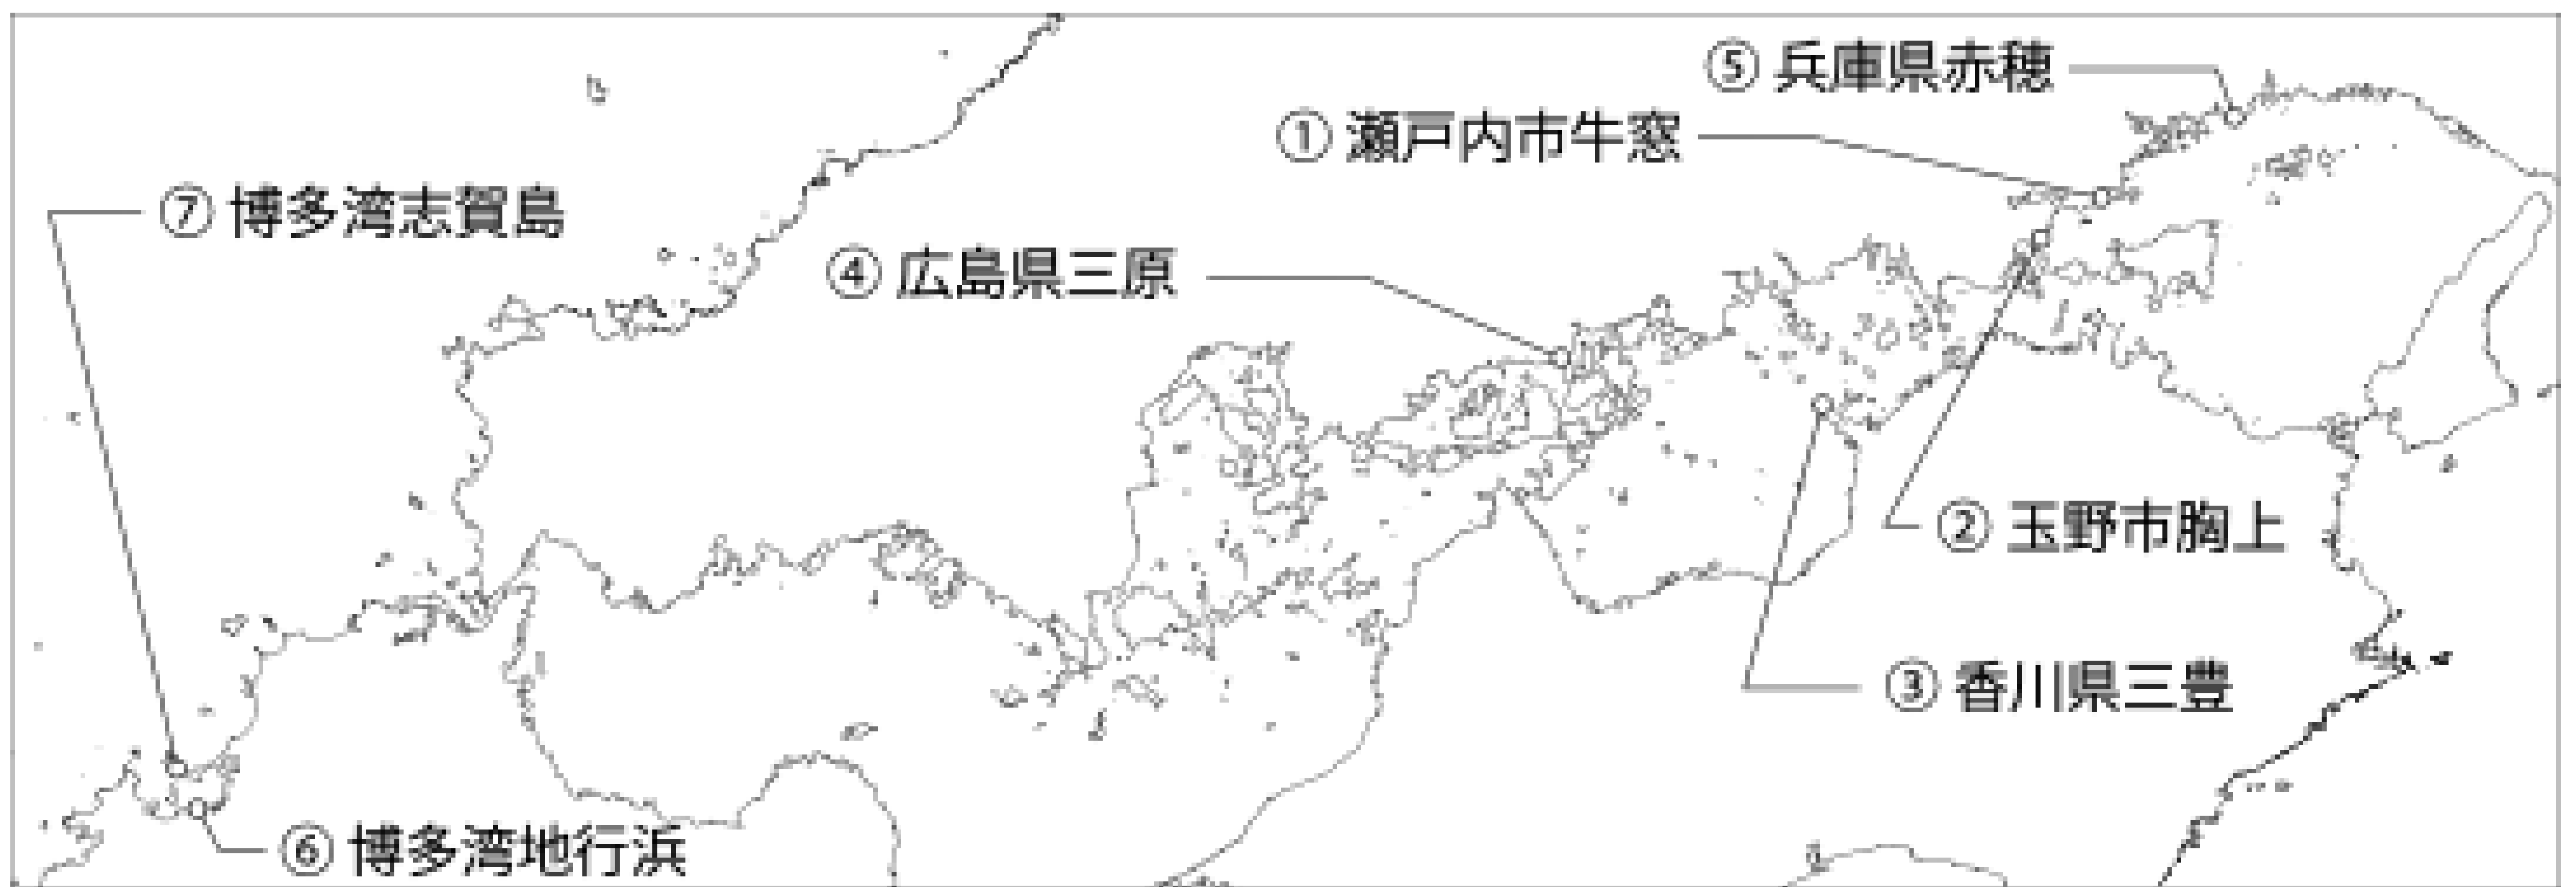 ⑤ 兵庫県赤穂
① 瀬戸内市牛窓
⑦ 博多湾志賀島
④ 広島県三原
② 玉野市胸上
③ 香川県三豊
⑥ 博多湾地行浜